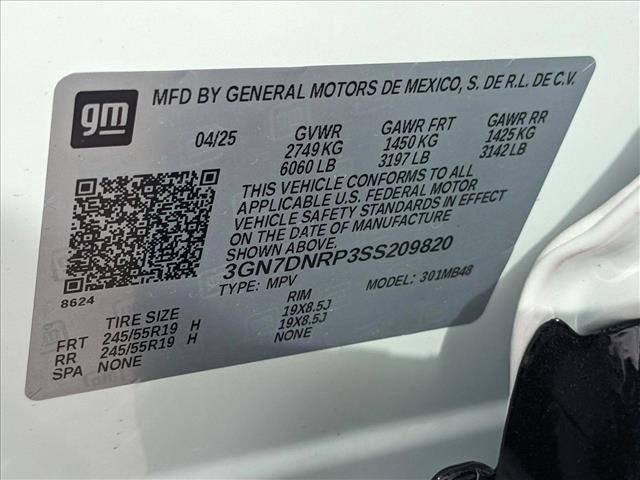 gm
MFD BY GENERAL MOTORS DE MEXICO, S. DE R.L. DE C.V.
04/25 GVWR GAWR FRT GAWR RR
2749 KG 1450 KG 1425 KG
6060 LB 3197 LB 3142 LB
THIS VEHICLE CONFORMS TO ALL
APPLICABLE U.S. FEDERAL MOTOR
VEHICLE SAFETY STANDARDS IN EFFECT
ON THE DATE OF MANUFACTURE
SHOWN ABOVE.
3GN7DNRP3SS209820
TYPE: MPV MODEL: 301MB48
8624
TIRE SIZE RIM
FRT 245/55R19 H 19X8.5J
RR 245/55R19 H 19X8.5J
SPA NONE NONE